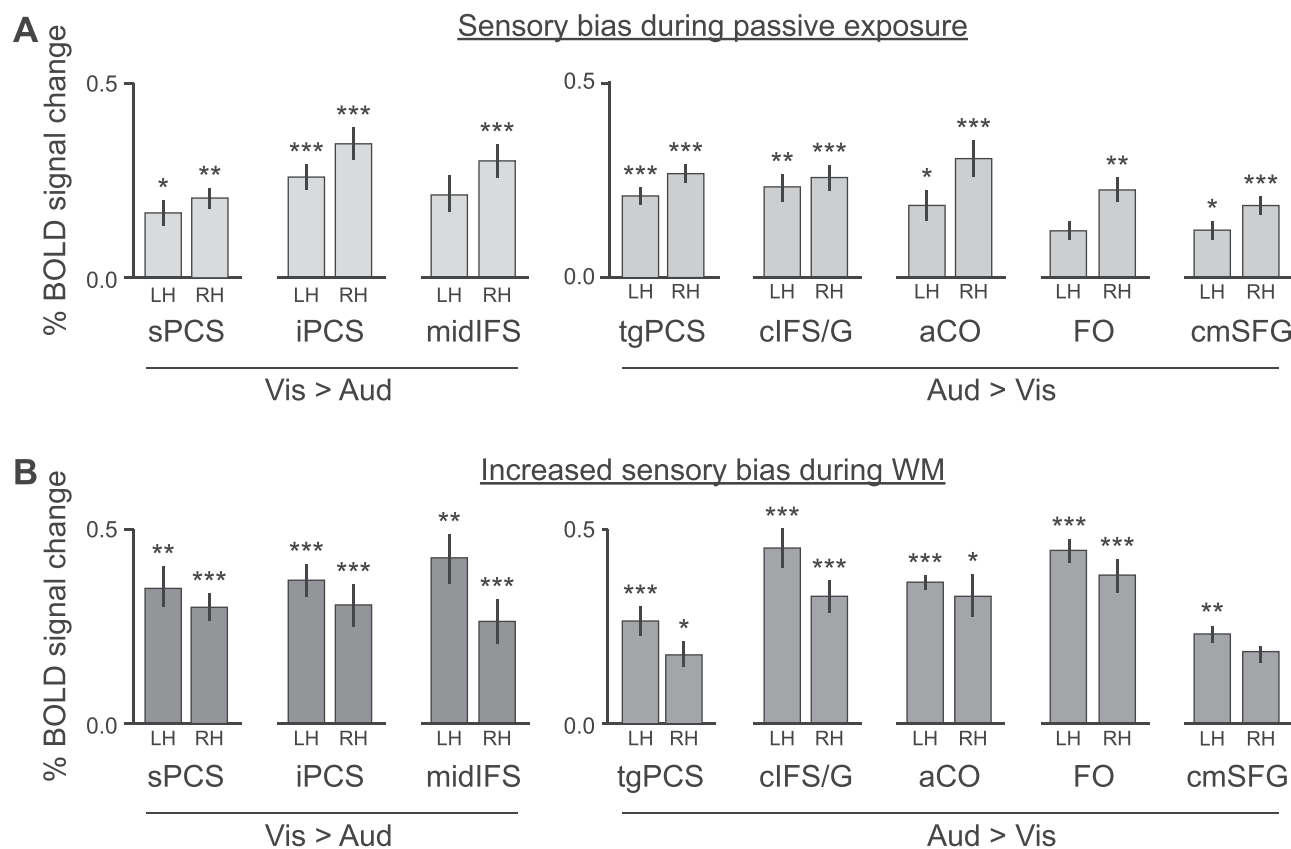 A
Sensory bias during passive exposure
% BOLD signal change
0.5
0.0
* ** *** *** ***
LH RH LH RH LH RH
sPCS iPCS midIFS
Vis > Aud
0.5
0.0
*** *** ** *** * *** ** * ***
LH RH LH RH LH RH LH RH LH RH
tgPCS cIFS/G aCO FO cmSFG
Aud > Vis
B
Increased sensory bias during WM
% BOLD signal change
0.5
0.0
** *** *** *** ** ***
LH RH LH RH LH RH
sPCS iPCS midIFS
Vis > Aud
0.5
0.0
*** * *** *** *** * *** *** **
LH RH LH RH LH RH LH RH LH RH
tgPCS cIFS/G aCO FO cmSFG
Aud > Vis